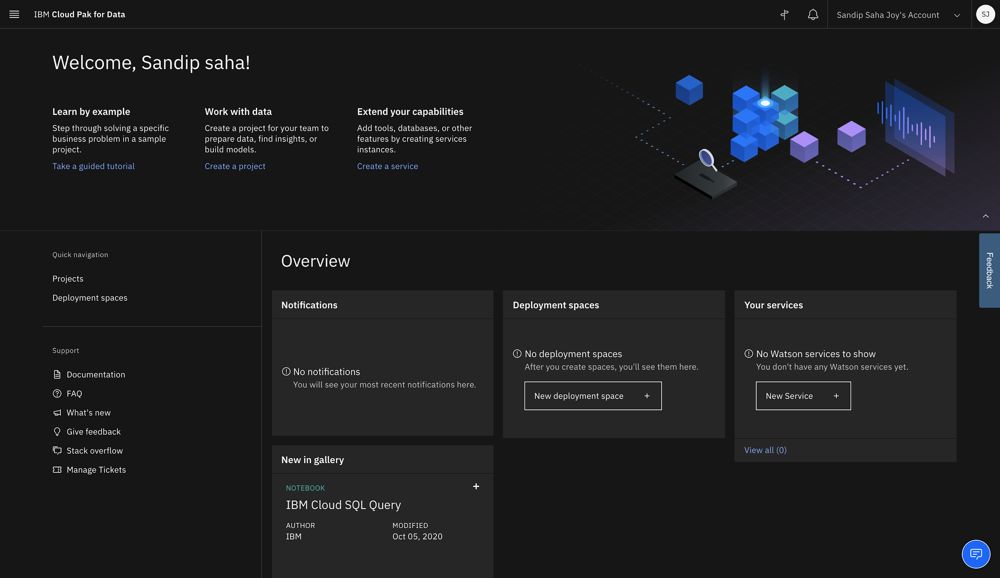 IBM Cloud Pak for Data
Sandip Saha Joy's Account
SJ
Welcome, Sandip saha!
Learn by example
Step through solving a specific
business problem in a sample
project.
Take a guided tutorial
Work with data
Create a project for your team to
prepare data, find insights, or
build models.
Create a project
Extend your capabilities
Add tools, databases, or other
features by creating services
instances.
Create a service
Feedback
Quick navigation
Projects
Deployment spaces
Support
Documentation
FAQ
What's new
Give feedback
Stack overflow
Manage Tickets
Overview
Notifications
No notifications
You will see your most recent notifications here.
Deployment spaces
No deployment spaces
After you create spaces, you'll see them here.
New deployment space +
Your services
No Watson services to show
You don't have any Watson services yet.
New Service +
View all (0)
New in gallery
NOTEBOOK +
IBM Cloud SQL Query
AUTHOR
IBM
MODIFIED
Oct 05, 2020